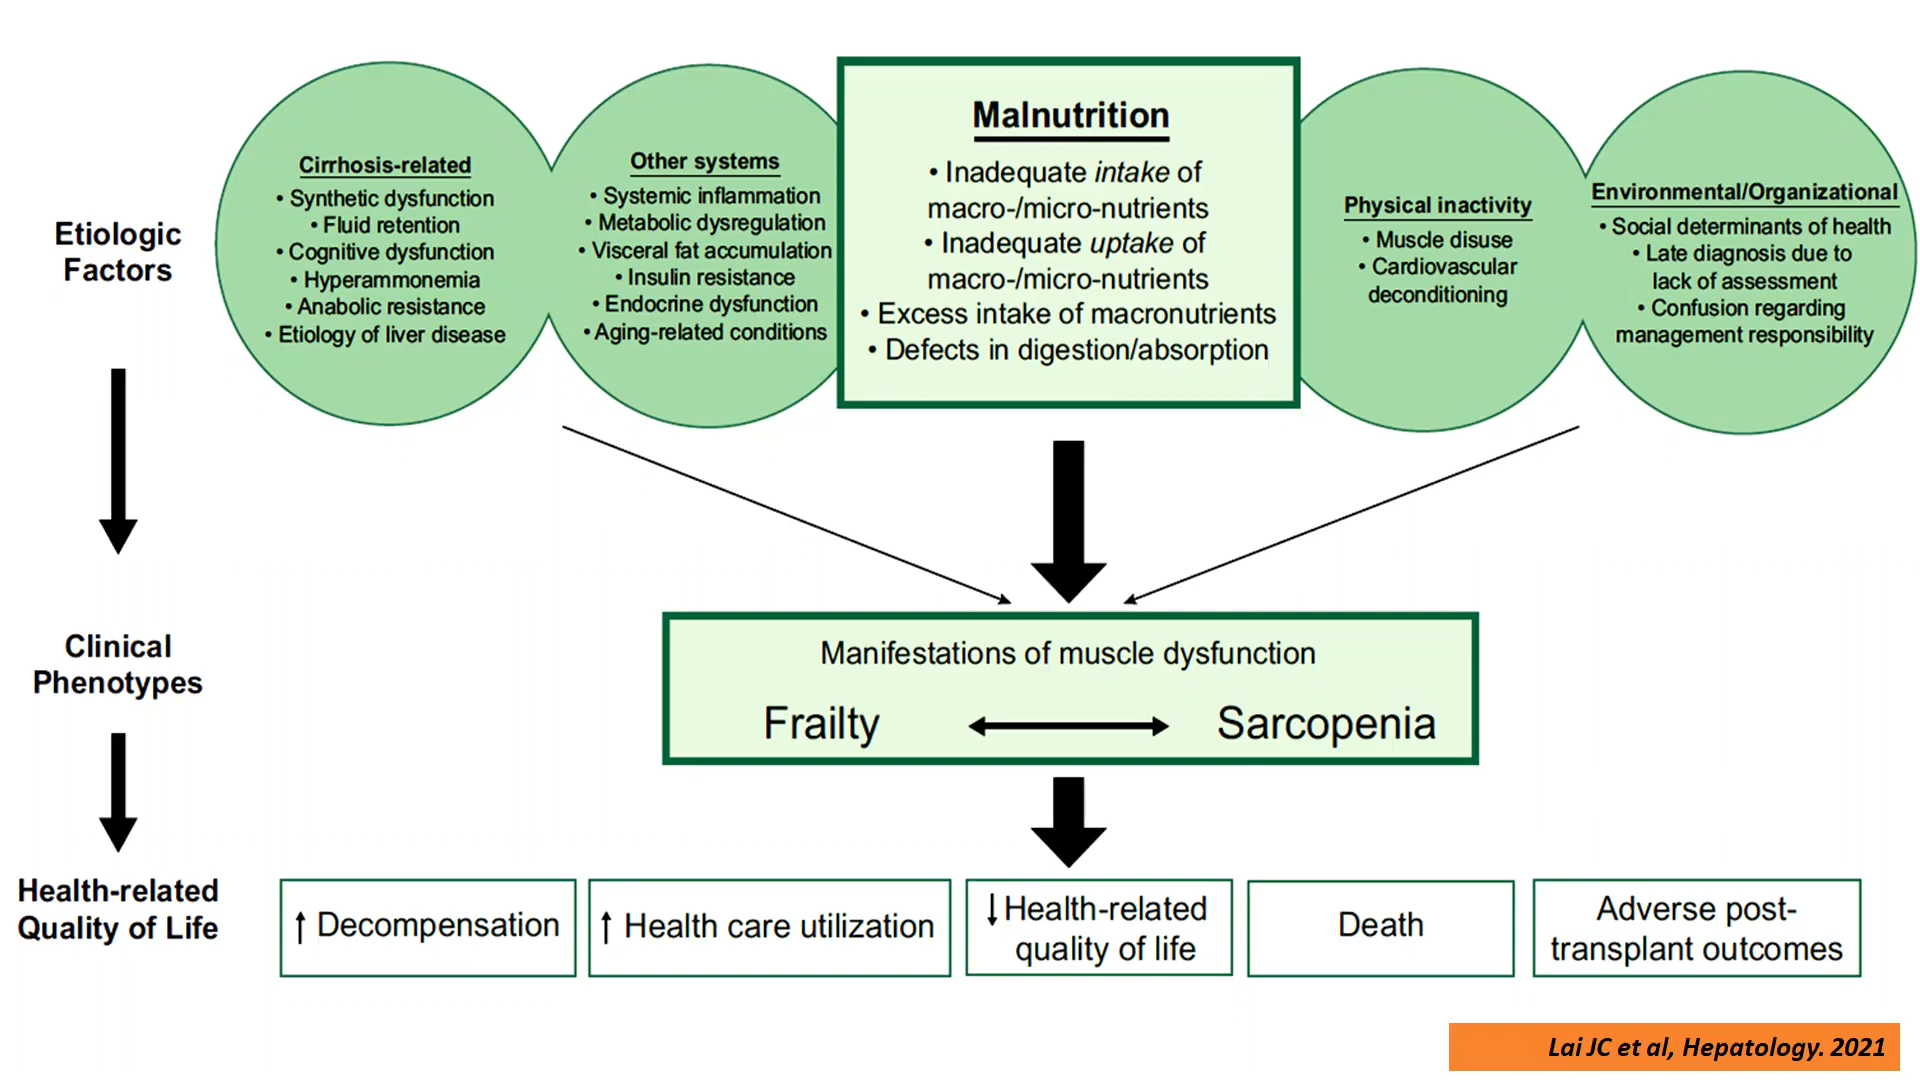 Etiologic
Factors
Cirrhosis-related
• Synthetic dysfunction
• Fluid retention
• Cognitive dysfunction
• Hyperammonemia
• Anabolic resistance
• Etiology of liver disease
Other systems
• Systemic inflammation
• Metabolic dysregulation
• Visceral fat accumulation
• Insulin resistance
• Endocrine dysfunction
• Aging-related conditions
Malnutrition
• Inadequate intake of
macro-/micro-nutrients
• Inadequate uptake of
macro-/micro-nutrients
• Excess intake of macronutrients
• Defects in digestion/absorption
Physical inactivity
• Muscle disuse
• Cardiovascular
deconditioning
Environmental/Organizational
• Social determinants of health
• Late diagnosis due to
lack of assessment
• Confusion regarding
management responsibility
Clinical
Phenotypes
Manifestations of muscle dysfunction
Frailty
Sarcopenia
Health-related
Quality of Life
↑ Decompensation
↑ Health care utilization
↓ Health-related
quality of life
Death
Adverse post-
transplant outcomes
Lai JC et al, Hepatology. 2021